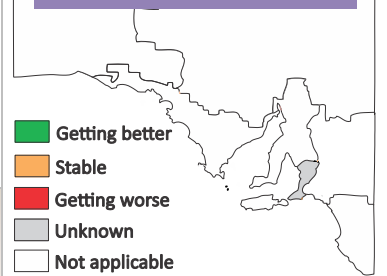 Getting better
Stable
Getting worse
Unknown
Not applicable